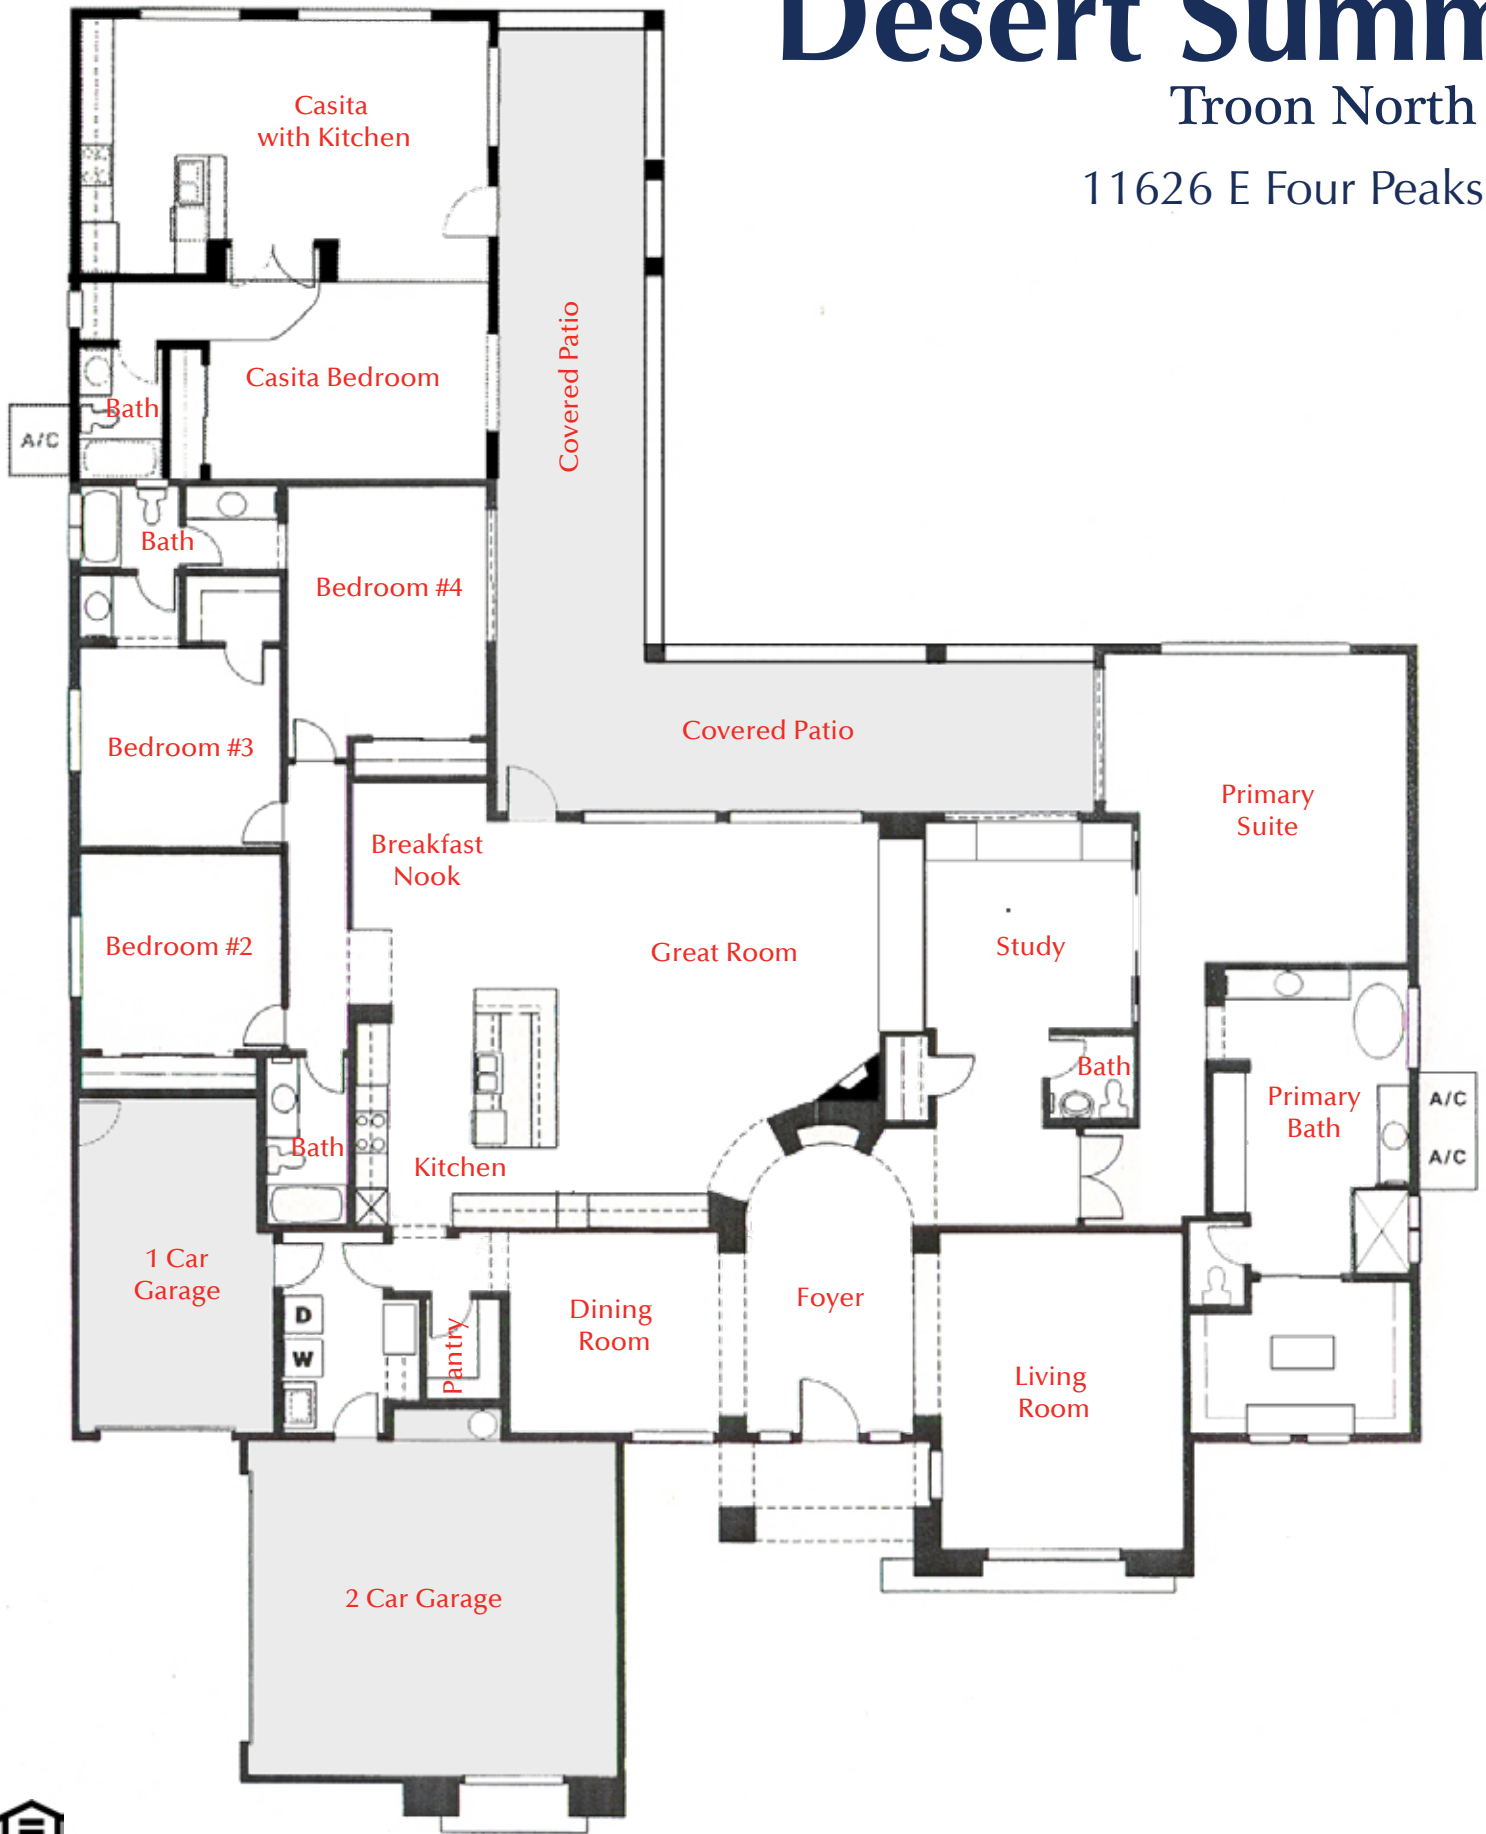 Desert Summ
Troon North
11626 E Four Peaks
Casita
with Kitchen
Covered Patio
Casita Bedroom
Bath
A/C
Bath
Bedroom #4
Covered Patio
Bedroom #3
Primary
Suite
Breakfast
Nook
Bedroom #2
Great Room
Study
Bath
Primary
Bath
A/C
A/C
Bath
Kitchen
1 Car
Garage
D
W
Pantry
Dining
Room
Foyer
Living
Room
2 Car Garage